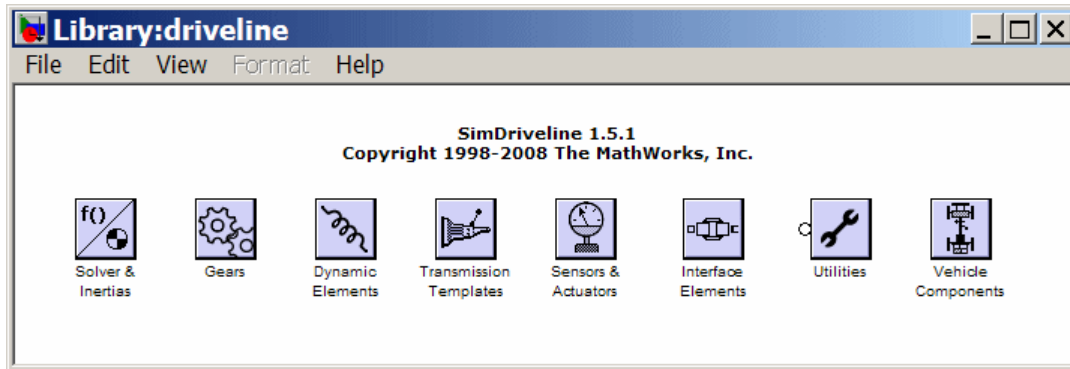 Library:driveline
File Edit View Format Help
SimDriveline 1.5.1
Copyright 1998-2008 The MathWorks, Inc.
f()
Solver & Inertias
Gears
Dynamic Elements
Transmission Templates
Sensors & Actuators
Interface Elements
Utilities
Vehicle Components